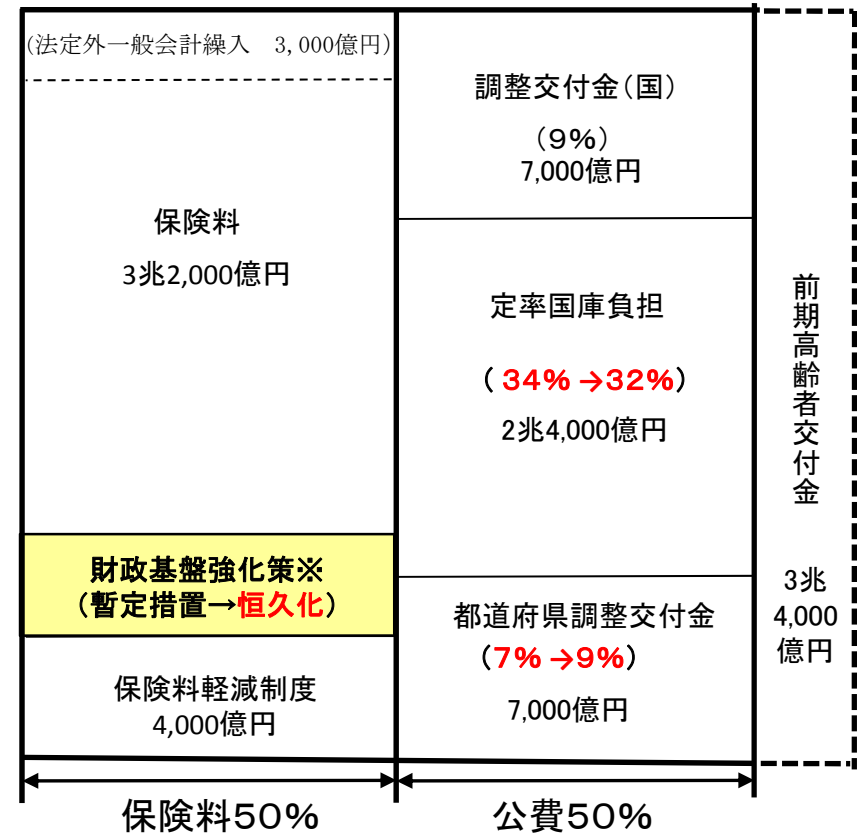 (法定外一般会計繰入　3,000億円)
保険料
3兆2,000億円
財政基盤強化策※
(暫定措置→恒久化)
保険料軽減制度
4,000億円
調整交付金(国)
(9%)
7,000億円
定率国庫負担
(34%→32%)
2兆4,000億円
都道府県調整交付金
(7%→9%)
7,000億円
前期高齢者交付金
3兆
4,000
億円
保険料50%
公費50%